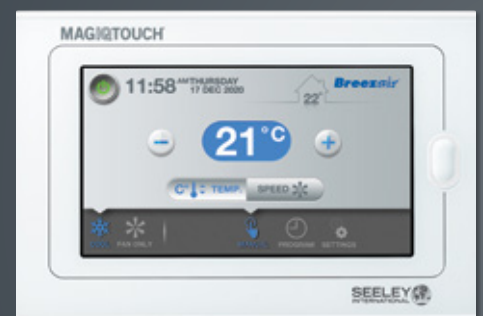 MAGIQTOUCH
11:58 AM THURSDAY
17 DEC 2020
Breezair
22°
21°C
C° TEMP. SPEED
COOL FAN ONLY MANUAL PROGRAM SETTINGS
SEELEY
INTERNATIONAL